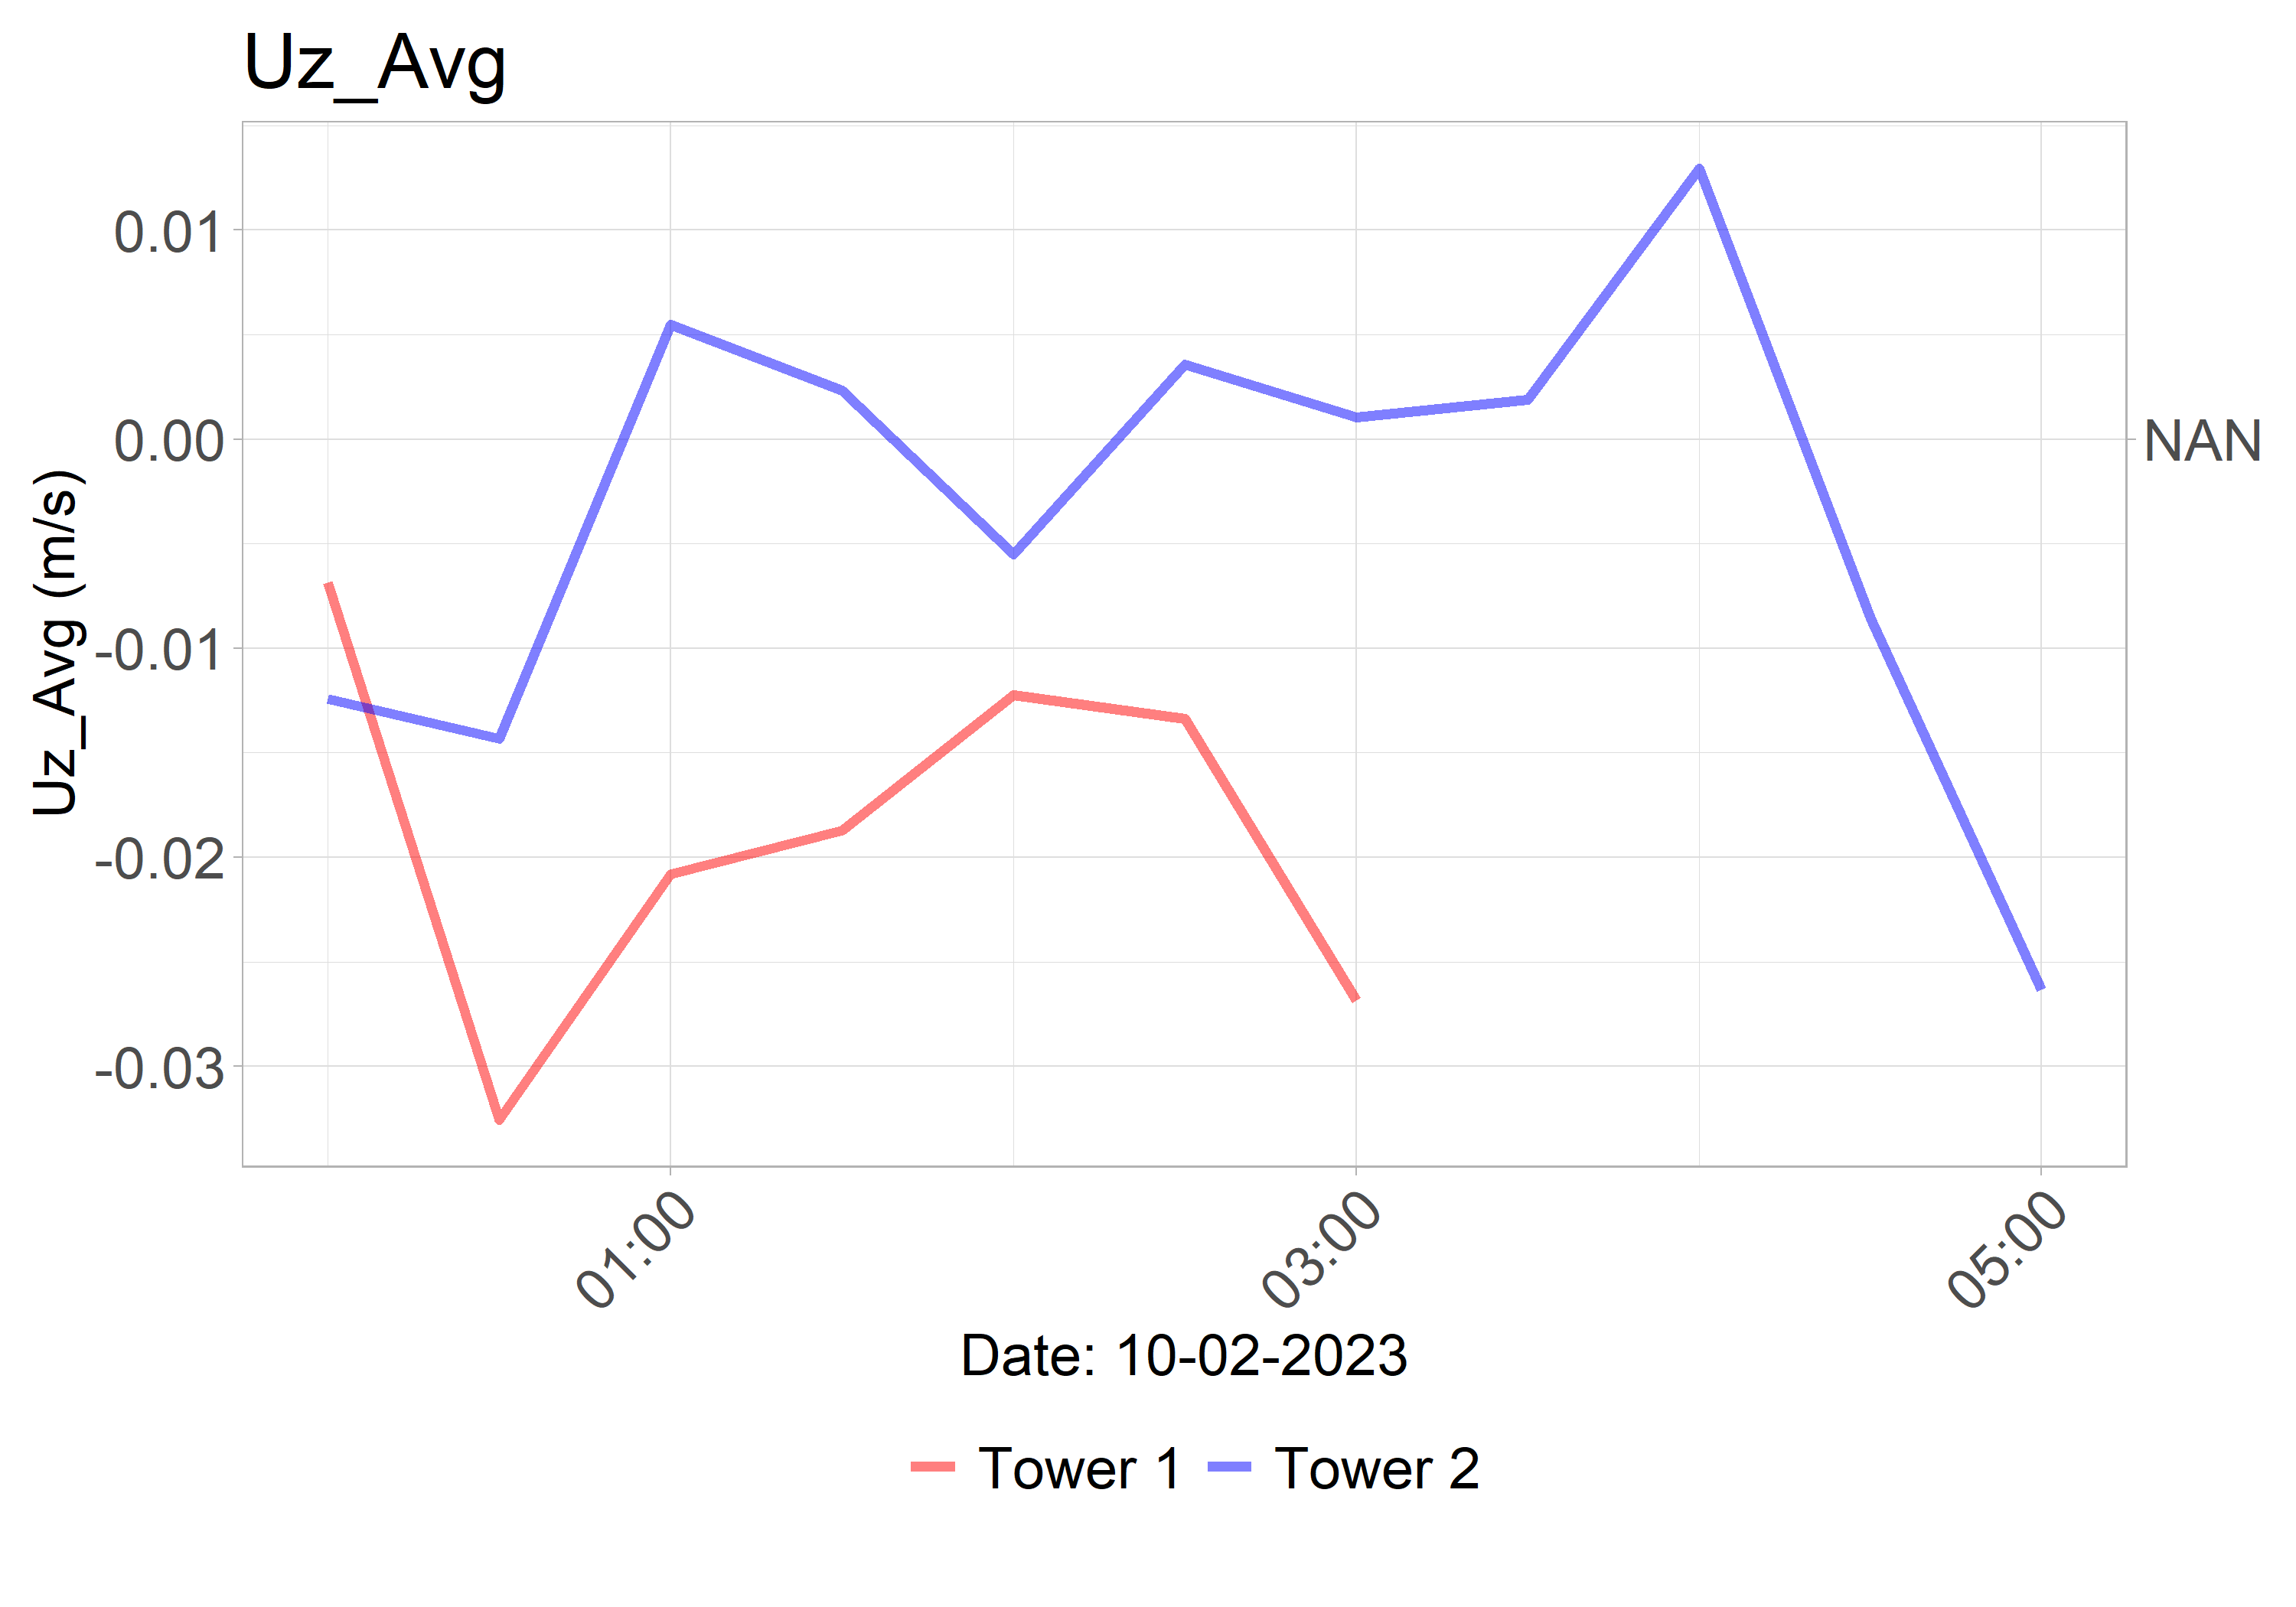 Uz_Avg
Uz_Avg (m/s)
0.01
0.00
-0.01
-0.02
-0.03
NAN
01:00
03:00
05:00
Date: 10-02-2023
Tower 1
Tower 2